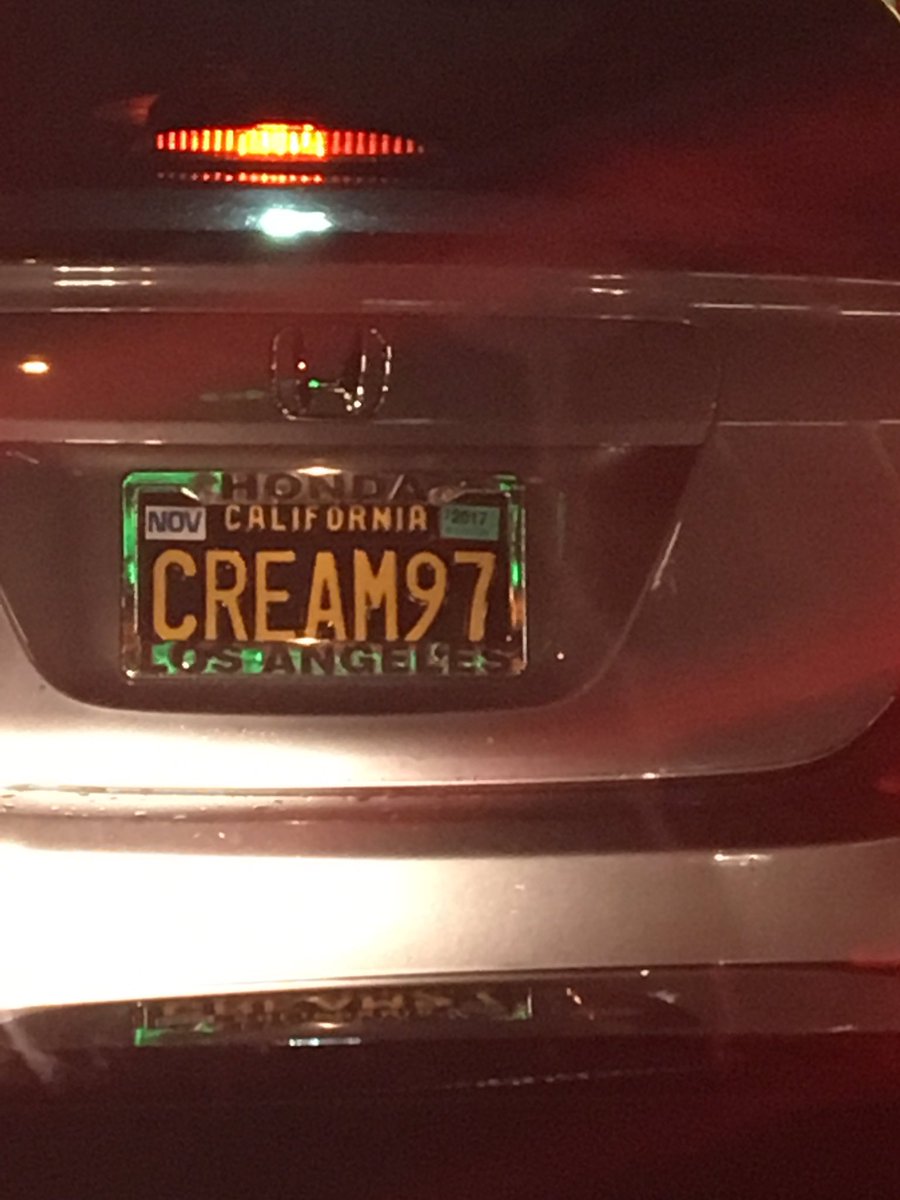 HONDA
NOV CALIFORNIA 2017
CREAM97
LOS ANGELES